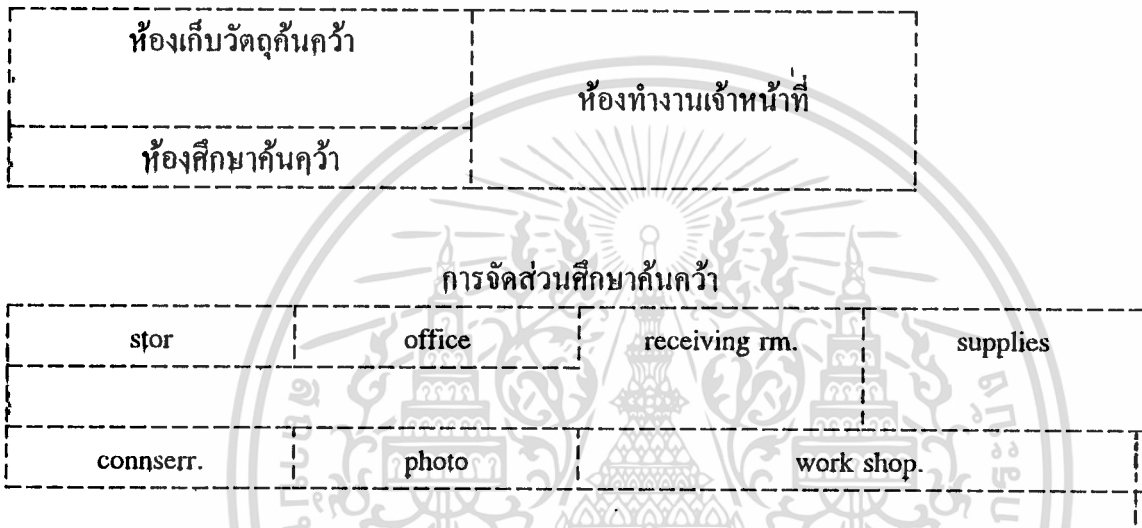 ห้องเก็บวัตถุค้นคว้า
ห้องทำงานเจ้าหน้าที่
ห้องศึกษาค้นคว้า
การจัดส่วนศึกษาค้นคว้า
stor office receiving rm. supplies
connserr. photo work shop.